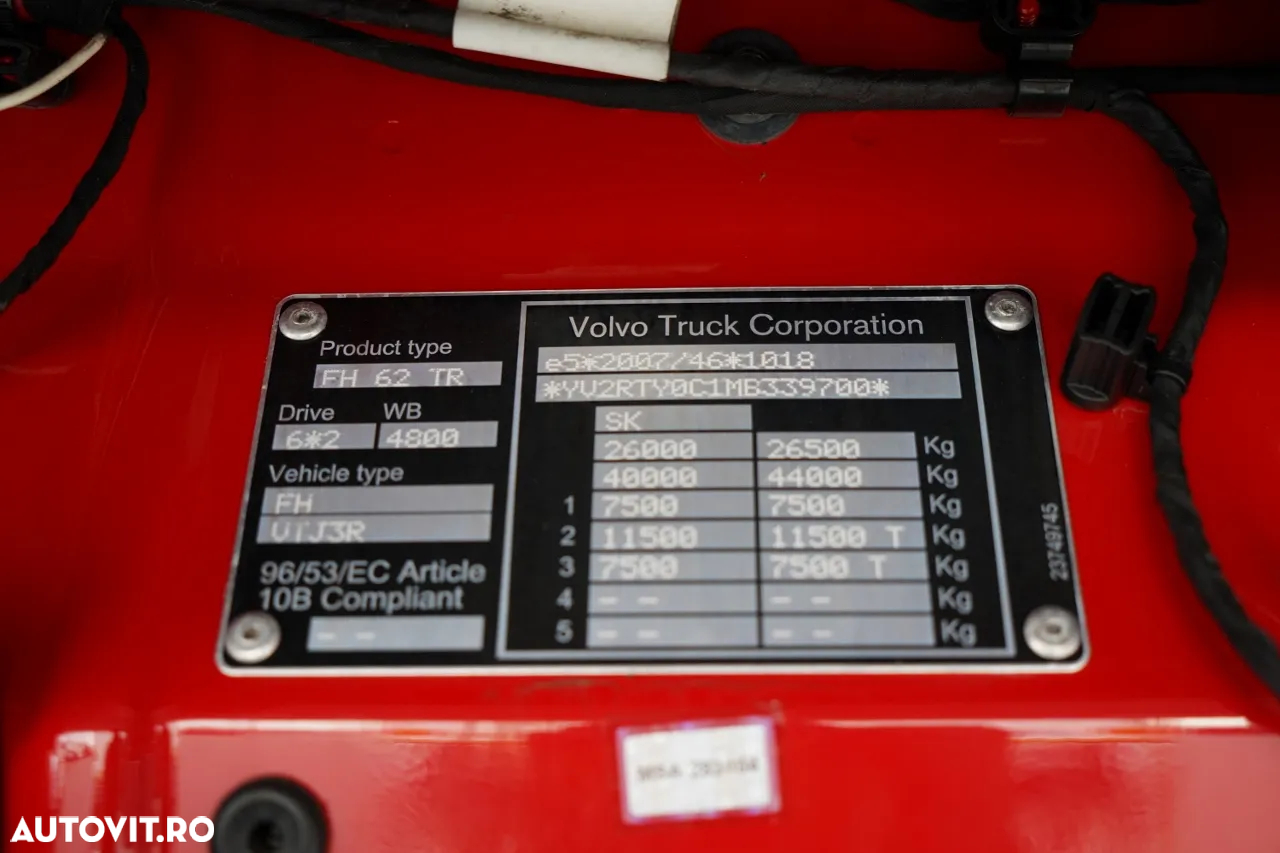 Product type
FH 62 TR
Drive WB
6*2 4800
Vehicle type
FH
VTJ3R
96/53/EC Article
10B Compliant
- -
Volvo Truck Corporation
e5*2007/46*1018
*YV2RTY0C1MB339700*
SK
26000 26500 Kg
40000 44000 Kg
1 7500 7500 Kg
2 11500 11500 T Kg
3 7500 7500 T Kg
4 - - - - Kg
5 - - - - Kg
23749745
AUTOVIT.RO